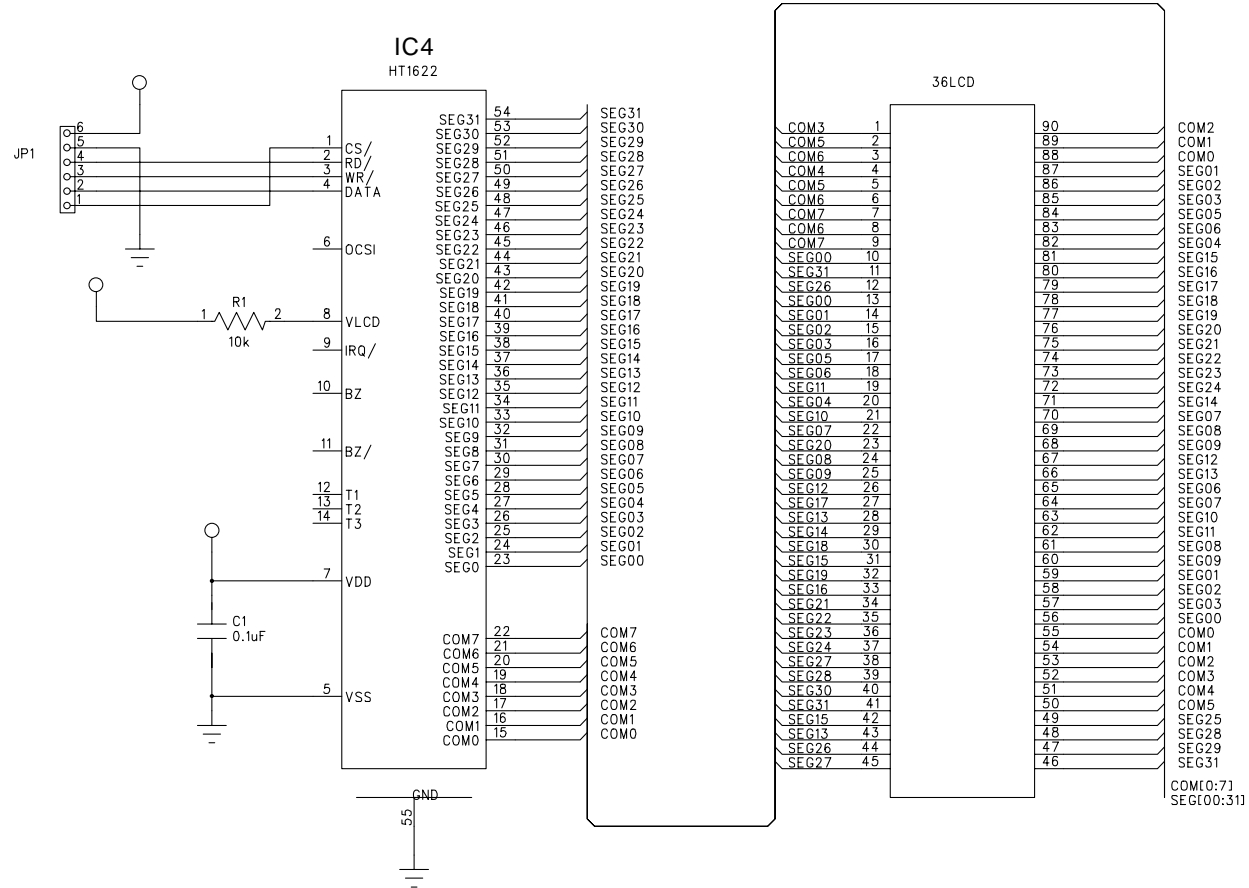 IC4
HT1622
JP1
6
5
4
3
2
1
1 CS/
2 RD/
3 WR/
4 DATA
6 OCSI
R1
1 2
10k
8 VLCD
9 IRQ/
10 BZ
11 BZ/
12 T1
13 T2
14 T3
7 VDD
C1
0.1uF
5 VSS
SEG31 54 SEG31
SEG30 53 SEG30
SEG29 52 SEG29
SEG28 51 SEG28
SEG27 50 SEG27
SEG26 49 SEG26
SEG25 48 SEG25
SEG24 47 SEG24
SEG23 46 SEG23
SEG22 45 SEG22
SEG21 44 SEG21
SEG20 43 SEG20
SEG19 42 SEG19
SEG18 41 SEG18
SEG17 40 SEG17
SEG16 39 SEG16
SEG15 38 SEG15
SEG14 37 SEG14
SEG13 36 SEG13
SEG12 35 SEG12
SEG11 34 SEG11
SEG10 33 SEG10
SEG9 32 SEG09
SEG8 31 SEG08
SEG7 30 SEG07
SEG6 29 SEG06
SEG5 28 SEG05
SEG4 27 SEG04
SEG3 26 SEG03
SEG2 25 SEG02
SEG1 24 SEG01
SEG0 23 SEG00
COM7 22 COM7
COM6 21 COM6
COM5 20 COM5
COM4 19 COM4
COM3 18 COM3
COM2 17 COM2
COM1 16 COM1
COM0 15 COM0
GND
55
36LCD
COM3 1 90 COM2
COM5 2 89 COM1
COM6 3 88 COM0
COM4 4 87 SEG01
COM5 5 86 SEG02
COM6 6 85 SEG03
COM7 7 84 SEG05
COM6 8 83 SEG06
COM7 9 82 SEG04
SEG00 10 81 SEG15
SEG31 11 80 SEG16
SEG26 12 79 SEG17
SEG00 13 78 SEG18
SEG01 14 77 SEG19
SEG02 15 76 SEG20
SEG03 16 75 SEG21
SEG05 17 74 SEG22
SEG06 18 73 SEG23
SEG11 19 72 SEG24
SEG04 20 71 SEG14
SEG10 21 70 SEG07
SEG07 22 69 SEG08
SEG20 23 68 SEG09
SEG08 24 67 SEG12
SEG09 25 66 SEG13
SEG12 26 65 SEG06
SEG17 27 64 SEG07
SEG13 28 63 SEG10
SEG14 29 62 SEG11
SEG18 30 61 SEG08
SEG15 31 60 SEG09
SEG19 32 59 SEG01
SEG16 33 58 SEG02
SEG21 34 57 SEG03
SEG22 35 56 SEG00
SEG23 36 55 COM0
SEG24 37 54 COM1
SEG27 38 53 COM2
SEG28 39 52 COM3
SEG30 40 51 COM4
SEG31 41 50 COM5
SEG15 42 49 SEG25
SEG13 43 48 SEG28
SEG26 44 47 SEG29
SEG27 45 46 SEG31
COM[0:7]
SEG[00:31]